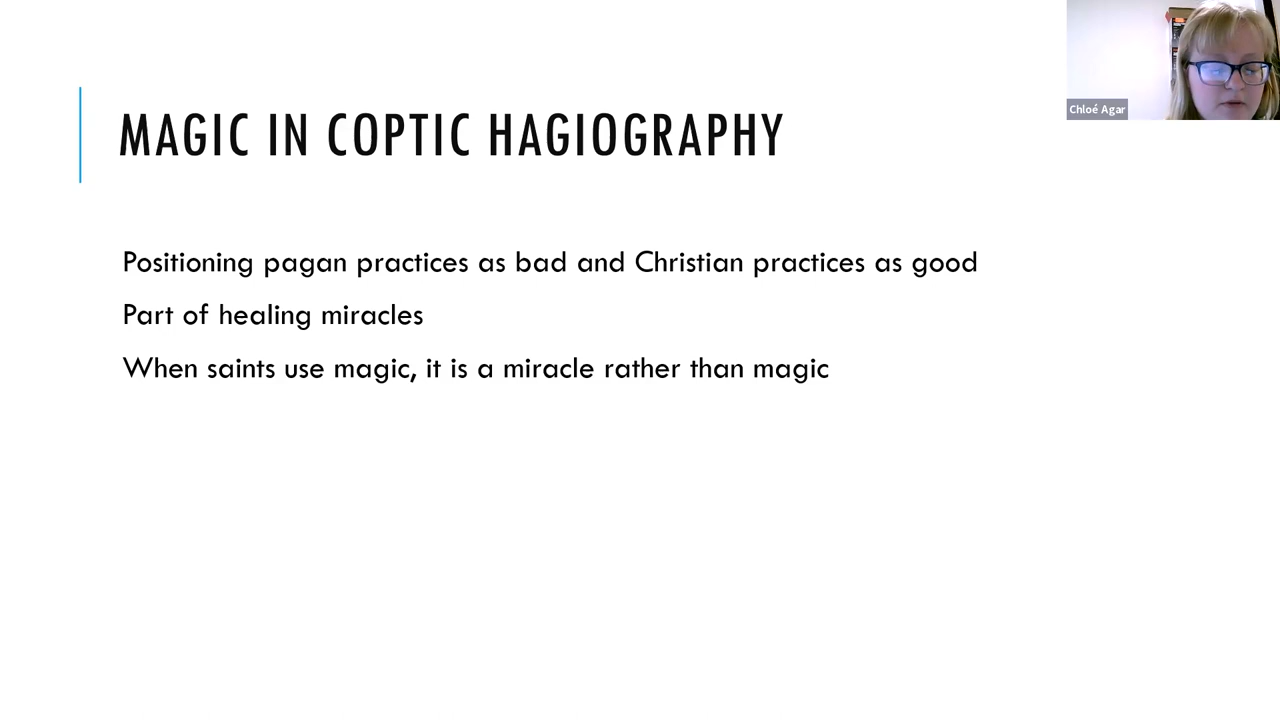 MAGIC IN COPTIC HAGIOGRAPHY
Chloé Agar
Positioning pagan practices as bad and Christian practices as good
Part of healing miracles
When saints use magic, it is a miracle rather than magic